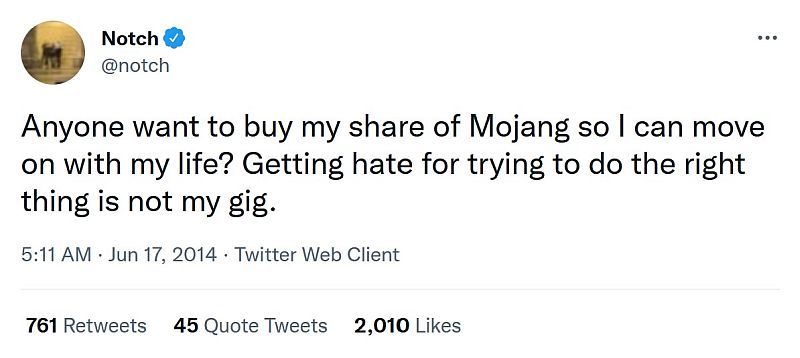 Notch
@notch
Anyone want to buy my share of Mojang so I can move
on with my life? Getting hate for trying to do the right
thing is not my gig.
5:11 AM · Jun 17, 2014 · Twitter Web Client
761 Retweets 45 Quote Tweets 2,010 Likes